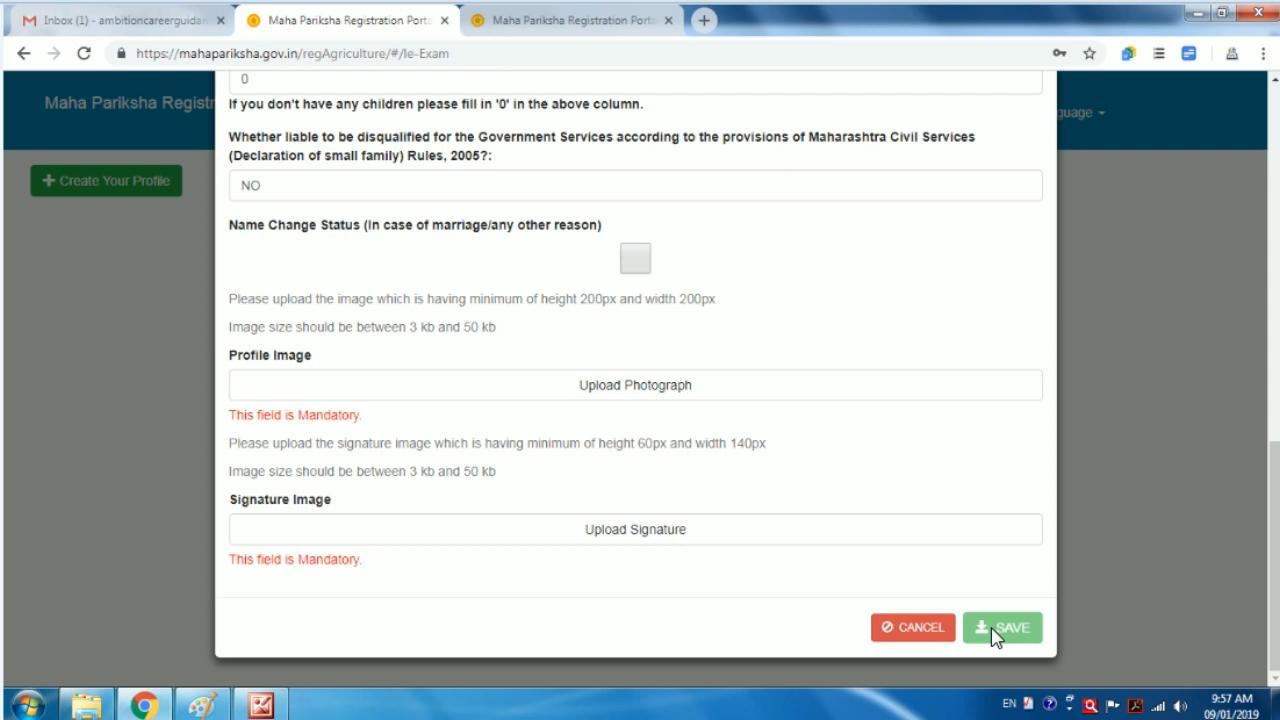 Inbox (1) - ambitioncareerguidan
Maha Pariksha Registration Porta
Maha Pariksha Registration Porta
https://mahapariksha.gov.in/regAgriculture/#/le-Exam
Maha Pariksha Registr
guage
Create Your Profile
0
If you don't have any children please fill in '0' in the above column.
Whether liable to be disqualified for the Government Services according to the provisions of Maharashtra Civil Services
(Declaration of small family) Rules, 2005?:
NO
Name Change Status (In case of marriage/any other reason)
Please upload the image which is having minimum of height 200px and width 200px
Image size should be between 3 kb and 50 kb
Profile Image
Upload Photograph
This field is Mandatory.
Please upload the signature image which is having minimum of height 60px and width 140px
Image size should be between 3 kb and 50 kb
Signature Image
Upload Signature
This field is Mandatory.
CANCEL
SAVE
EN
9:57 AM
09/01/2019